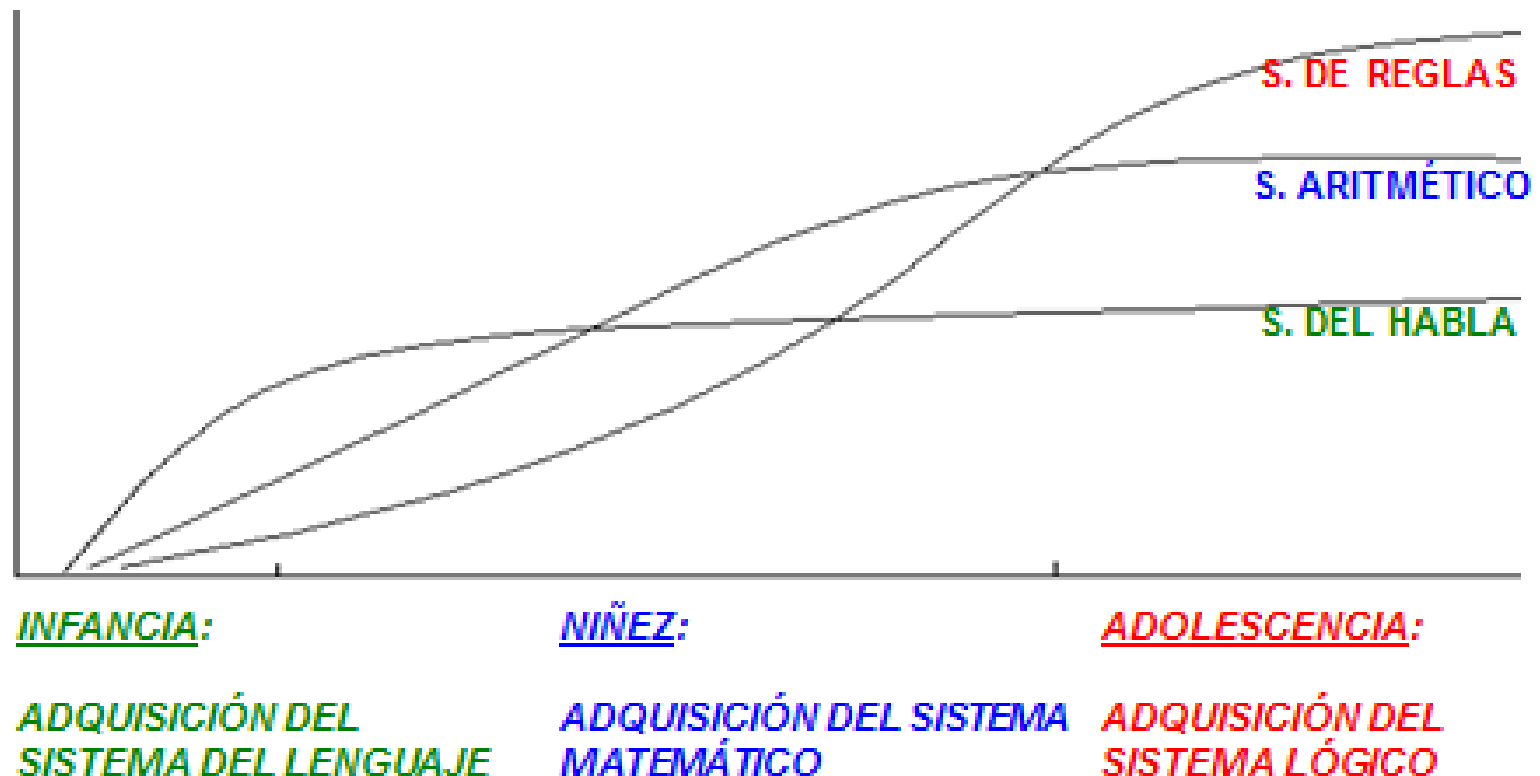 S. DE REGLAS
S. ARITMÉTICO
S. DEL HABLA
INFANCIA:
ADQUISICIÓN DEL
SISTEMA DEL LENGUAJE
NIÑEZ:
ADQUISICIÓN DEL SISTEMA
MATEMÁTICO
ADOLESCENCIA:
ADQUISICIÓN DEL
SISTEMA LÓGICO